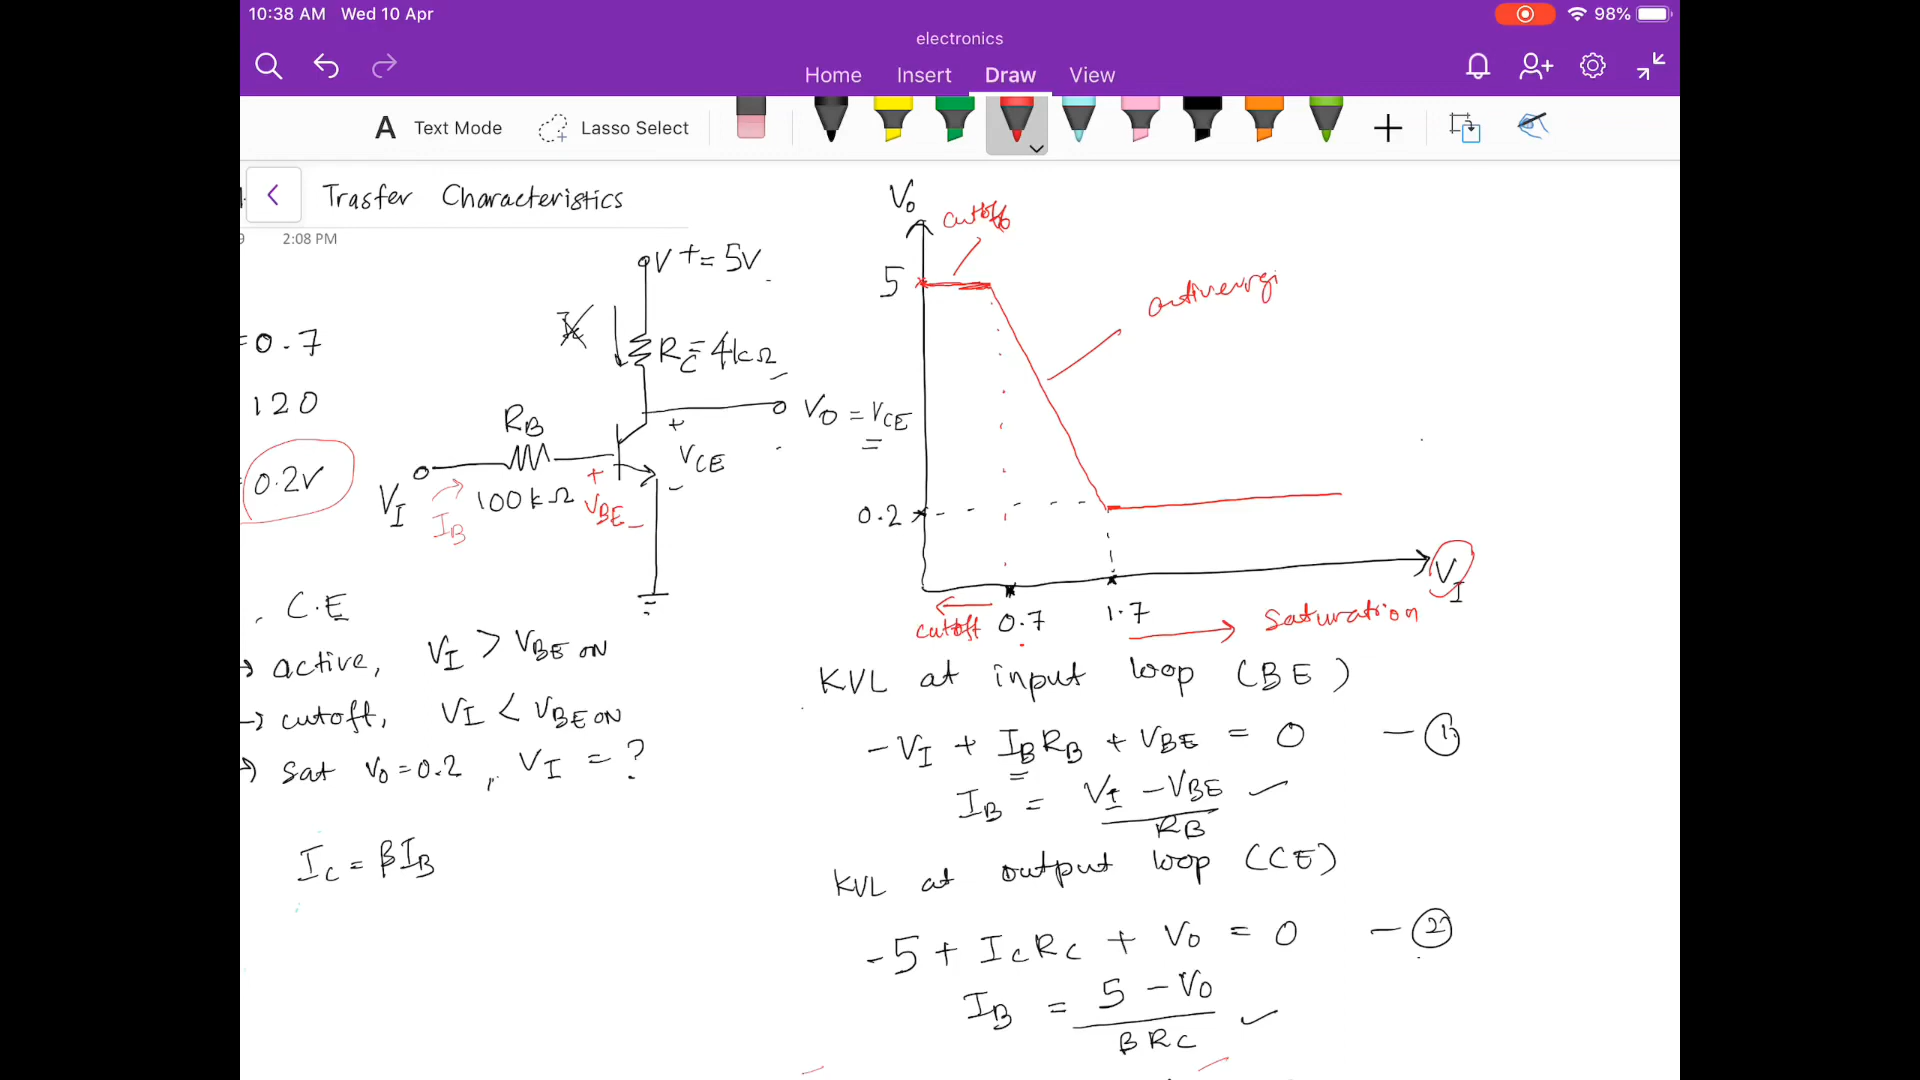 10:38 AM Wed 10 Apr
98%
electronics
Home Insert Draw View
A Text Mode Lasso Select
Trasfer Characteristics
2:08 PM
V+ = 5V
= 0.7
RC = 4kΩ
120
RB
VO = VCE
VCE
0.2V
VI
100kΩ
IB
+
VBE
-
. C.E
→ active, VI > VBE ON
→ cutoff, VI < VBE ON
→ sat Vo = 0.2, VI = ?
IC = βIB
Vo
cutoff
5
0.2
VI
cutoff 0.7 1.7 Saturation
KVL at input loop (BE)
-VI + IBRB + VBE = 0 - 1
IB = VI - VBE
RB
KVL at output loop (CE)
-5 + ICRC + VO = 0 - 2
IB = 5 - VO
βRC